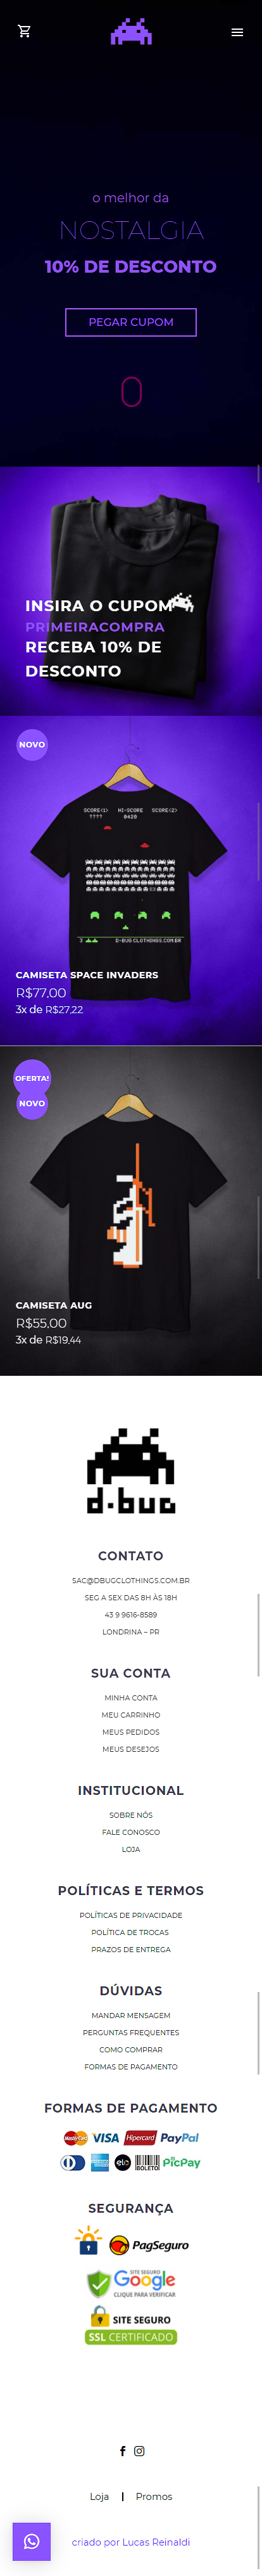 o melhor da
NOSTALGIA
10% DE DESCONTO
PEGAR CUPOM
INSIRA O CUPOM
PRIMEIRACOMPRA
RECEBA 10% DE
DESCONTO
NOVO
SCORE(1) HI-SCORE SCORE(2)
???? 0420
3 D-BUG CLOTHINGS.COM.BR
CAMISETA SPACE INVADERS
R$77,00
3x de R$27,22
OFERTA!
NOVO
CAMISETA AUG
R$55,00
3x de R$19,44
d-bug
CONTATO
SAC@DBUGCLOTHINGS.COM.BR
SEG A SEX DAS 8H ÀS 18H
43 9 9616-8589
LONDRINA – PR
SUA CONTA
MINHA CONTA
MEU CARRINHO
MEUS PEDIDOS
MEUS DESEJOS
INSTITUCIONAL
SOBRE NÓS
FALE CONOSCO
LOJA
POLÍTICAS E TERMOS
POLÍTICAS DE PRIVACIDADE
POLÍTICA DE TROCAS
PRAZOS DE ENTREGA
DÚVIDAS
MANDAR MENSAGEM
PERGUNTAS FREQUENTES
COMO COMPRAR
FORMAS DE PAGAMENTO
FORMAS DE PAGAMENTO
MasterCard VISA Hipercard PayPal
elo BOLETO PicPay
SEGURANÇA
PagSeguro
SITE SEGURO
Google
CLIQUE PARA VERIFICAR
SITE SEGURO
SSL CERTIFICADO
Loja | Promos
criado por Lucas Reinaldi